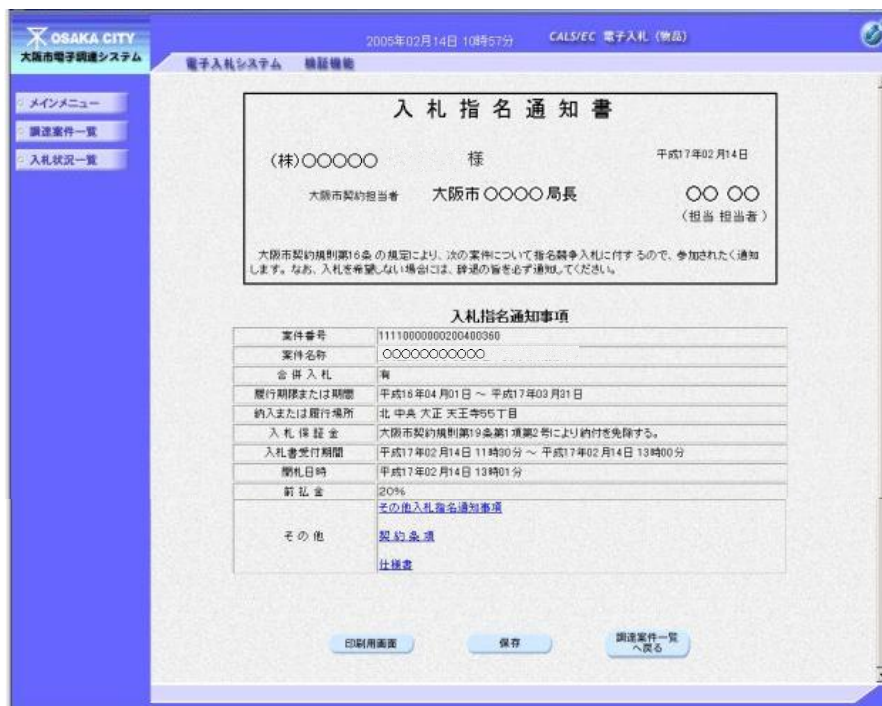 OSAKA CITY
大阪市電子調達システム
2005年02月14日 10時57分
CALS/EC 電子入札（物品）
電子入札システム 検証機能
メインメニュー
調達案件一覧
入札状況一覧
入札指名通知書
(株)○○○○○ 様
平成17年02月14日
大阪市契約担当者 大阪市○○○○局長 ○○ ○○
（担当 担当者）
大阪市契約規則第16条の規定により、次の案件について指名競争入札に付するので、参加されたく通知
します。なお、入札を希望しない場合には、辞退の旨を必ず通知してください。
入札指名通知事項
案件番号 11110000000200400360
案件名称 ○○○○○○○○○○○
合併入札 有
履行期限または期間 平成16年04月01日 ～ 平成17年03月31日
納入または履行場所 北 中央 大正 天王寺55丁目
入札保証金 大阪市契約規則第19条第1項第2号により納付を免除する。
入札書受付期間 平成17年02月14日 11時30分 ～ 平成17年02月14日 13時00分
開札日時 平成17年02月14日 13時01分
前払金 20%
その他入札指名通知事項
その他 契約条項
仕様書
印刷用画面 保存 調達案件一覧
へ戻る